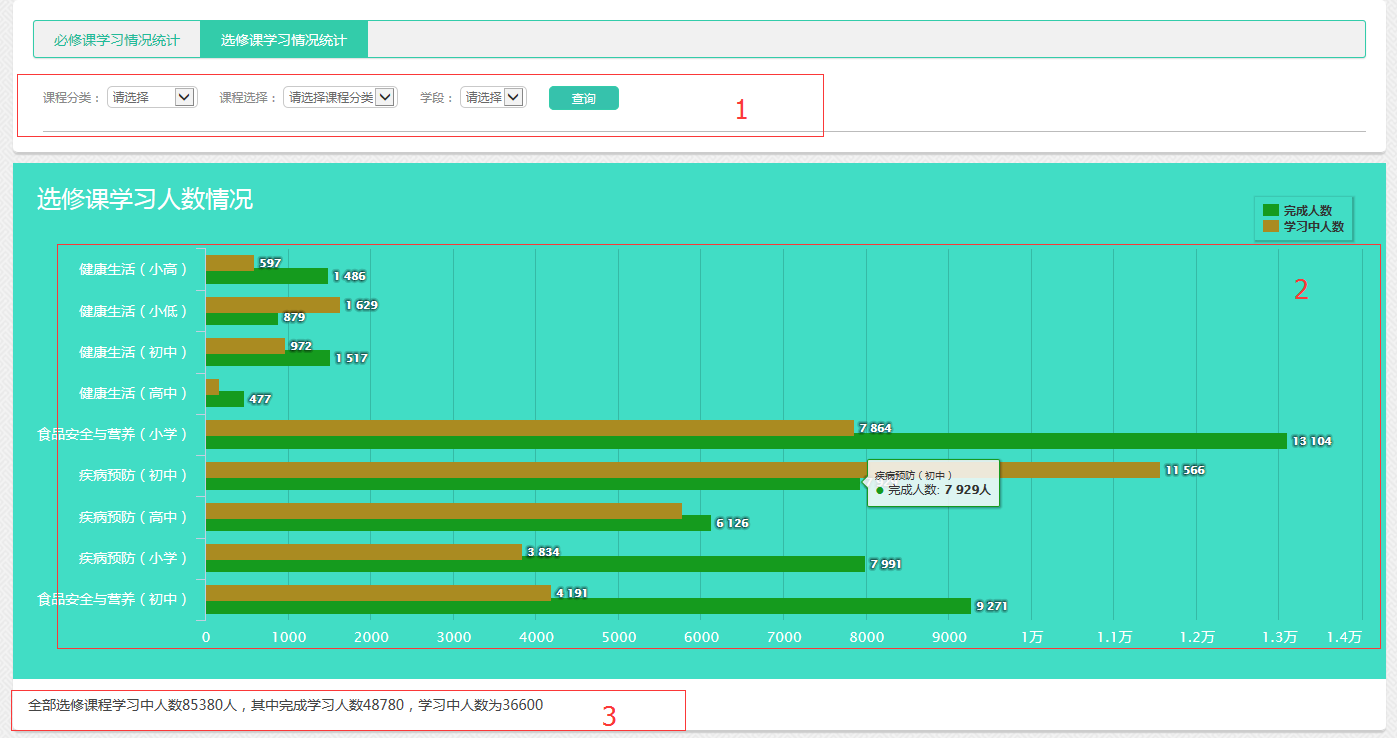 必修课学习情况统计 选修课学习情况统计
课程分类： 请选择 课程选择： 请选择课程分类 学段： 请选择 查询
1
选修课学习人数情况
完成人数
学习中人数
2
健康生活（小高） 597
1 486
健康生活（小低） 1 629
879
健康生活（初中） 972
1 517
健康生活（高中）
477
食品安全与营养（小学） 7 864
13 104
疾病预防（初中） 11 566
疾病预防（初中）
完成人数: 7 929人
疾病预防（高中）
6 126
疾病预防（小学） 3 834
7 991
食品安全与营养（初中） 4 191
9 271
0 1000 2000 3000 4000 5000 6000 7000 8000 9000 1万 1.1万 1.2万 1.3万 1.4万
全部选修课程学习中人数85380人，其中完成学习人数48780，学习中人数为36600
3